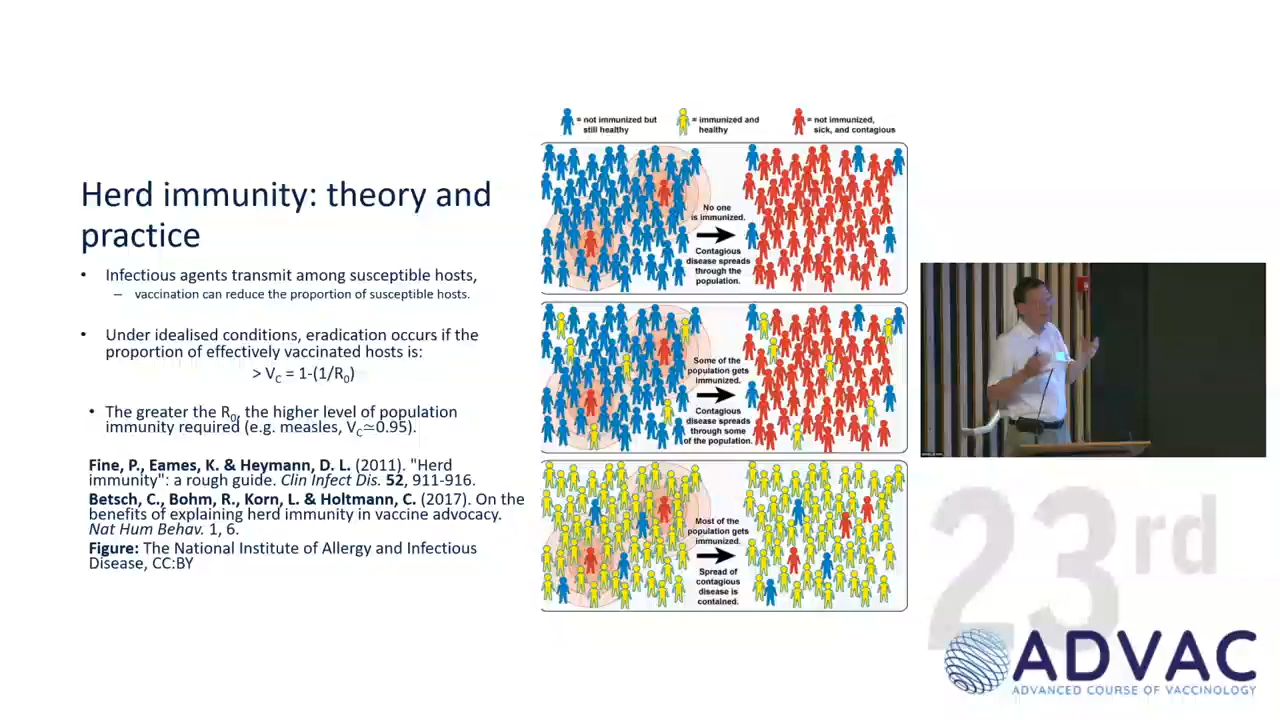 Herd immunity: theory and
practice
• Infectious agents transmit among susceptible hosts,
– vaccination can reduce the proportion of susceptible hosts.
• Under idealised conditions, eradication occurs if the
proportion of effectively vaccinated hosts is:
> VC = 1-(1/R0)
• The greater the R0, the higher level of population
immunity required (e.g. measles, VC≃0.95).
Fine, P., Eames, K. & Heymann, D. L. (2011). "Herd
immunity": a rough guide. Clin Infect Dis. 52, 911-916.
Betsch, C., Bohm, R., Korn, L. & Holtmann, C. (2017). On the
benefits of explaining herd immunity in vaccine advocacy.
Nat Hum Behav. 1, 6.
Figure: The National Institute of Allergy and Infectious
Disease, CC:BY
= not immunized but
still healthy
= immunized and
healthy
= not immunized,
sick, and contagious
No one
is immunized.
Contagious
disease spreads
through the
population.
Some of the
population gets
immunized.
Contagious
disease spreads
through some
of the population.
Most of the
population gets
immunized.
Spread of
contagious
disease is
contained.
23rd
ADVAC
ADVANCED COURSE OF VACCINOLOGY